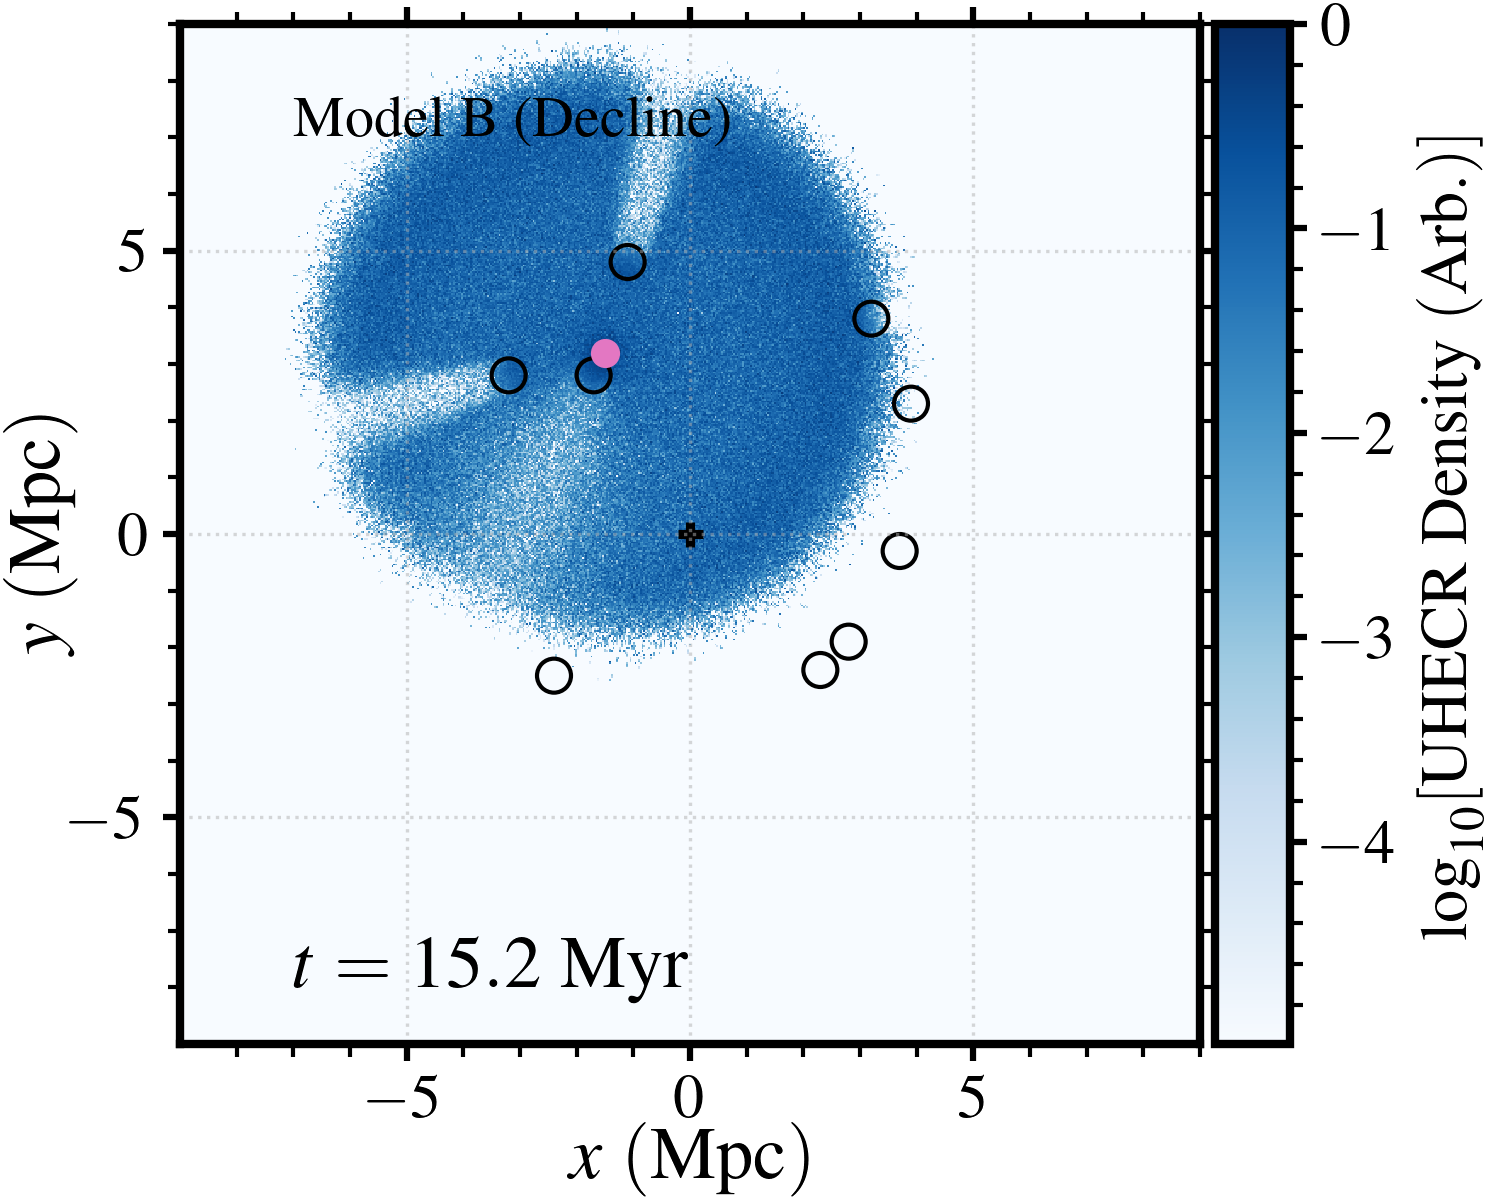 Model B (Decline)
t = 15.2 Myr
5
0
−5
y (Mpc)
−5
0
5
x (Mpc)
0
−1
−2
−3
−4
log₁₀[UHECR Density (Arb.)]